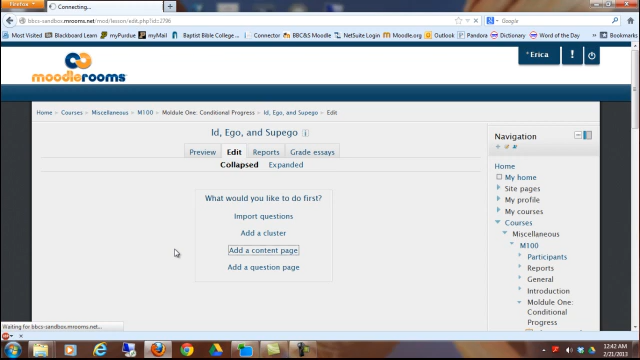 Firefox
Connecting...
bbcs-sandbox.mrooms.net/mod/lesson/edit.php?id=2796
Google
Most Visited
Blackboard Learn
myPurdue
myMail
Baptist Bible College ...
Connector
BBC&S Moodle
NetSuite Login
Moodle.org
Outlook
Pandora
Dictionary
Word of the Day
Bookmarks
Erica
!
moodlerooms
Home
Courses
Miscellaneous
M100
Moldule One: Conditional Progress
Id, Ego, and Supego
Edit
Id, Ego, and Supego
Preview
Edit
Reports
Grade essays
Collapsed
Expanded
What would you like to do first?
Import questions
Add a cluster
Add a content page
Add a question page
Navigation
Home
My home
Site pages
My profile
My courses
Courses
Miscellaneous
M100
Participants
Reports
General
Introduction
Moldule One:
Conditional
Progress
Waiting for bbcs-sandbox.mrooms.net...
12:42 AM
2/21/2013